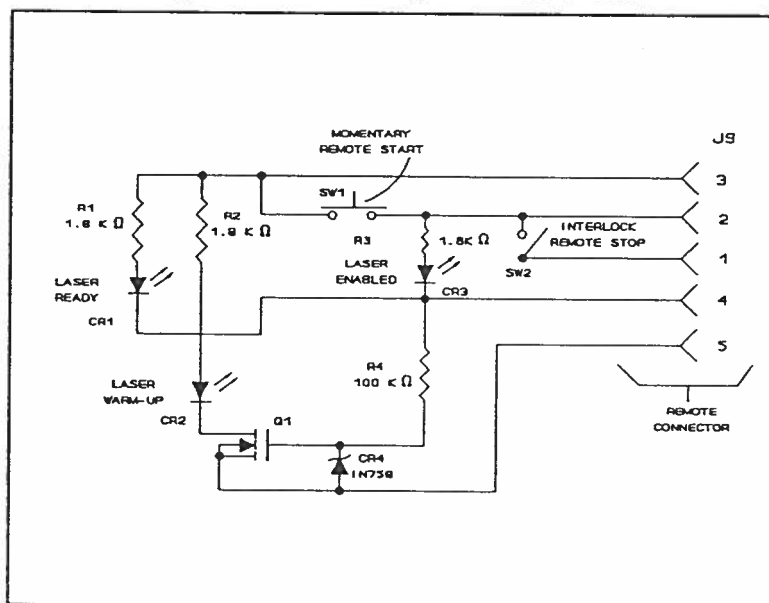 MOMENTARY
REMOTE START
J9
3
SW1
R1
1.8 K Ω
R2
1.8 K Ω
2
R3
1.8K Ω
INTERLOCK
REMOTE STOP
1
LASER
ENABLED
SW2
LASER
READY
CR3
4
CR1
5
R4
100 K Ω
LASER
WARM-UP
CR2
Q1
REMOTE
CONNECTOR
CR4